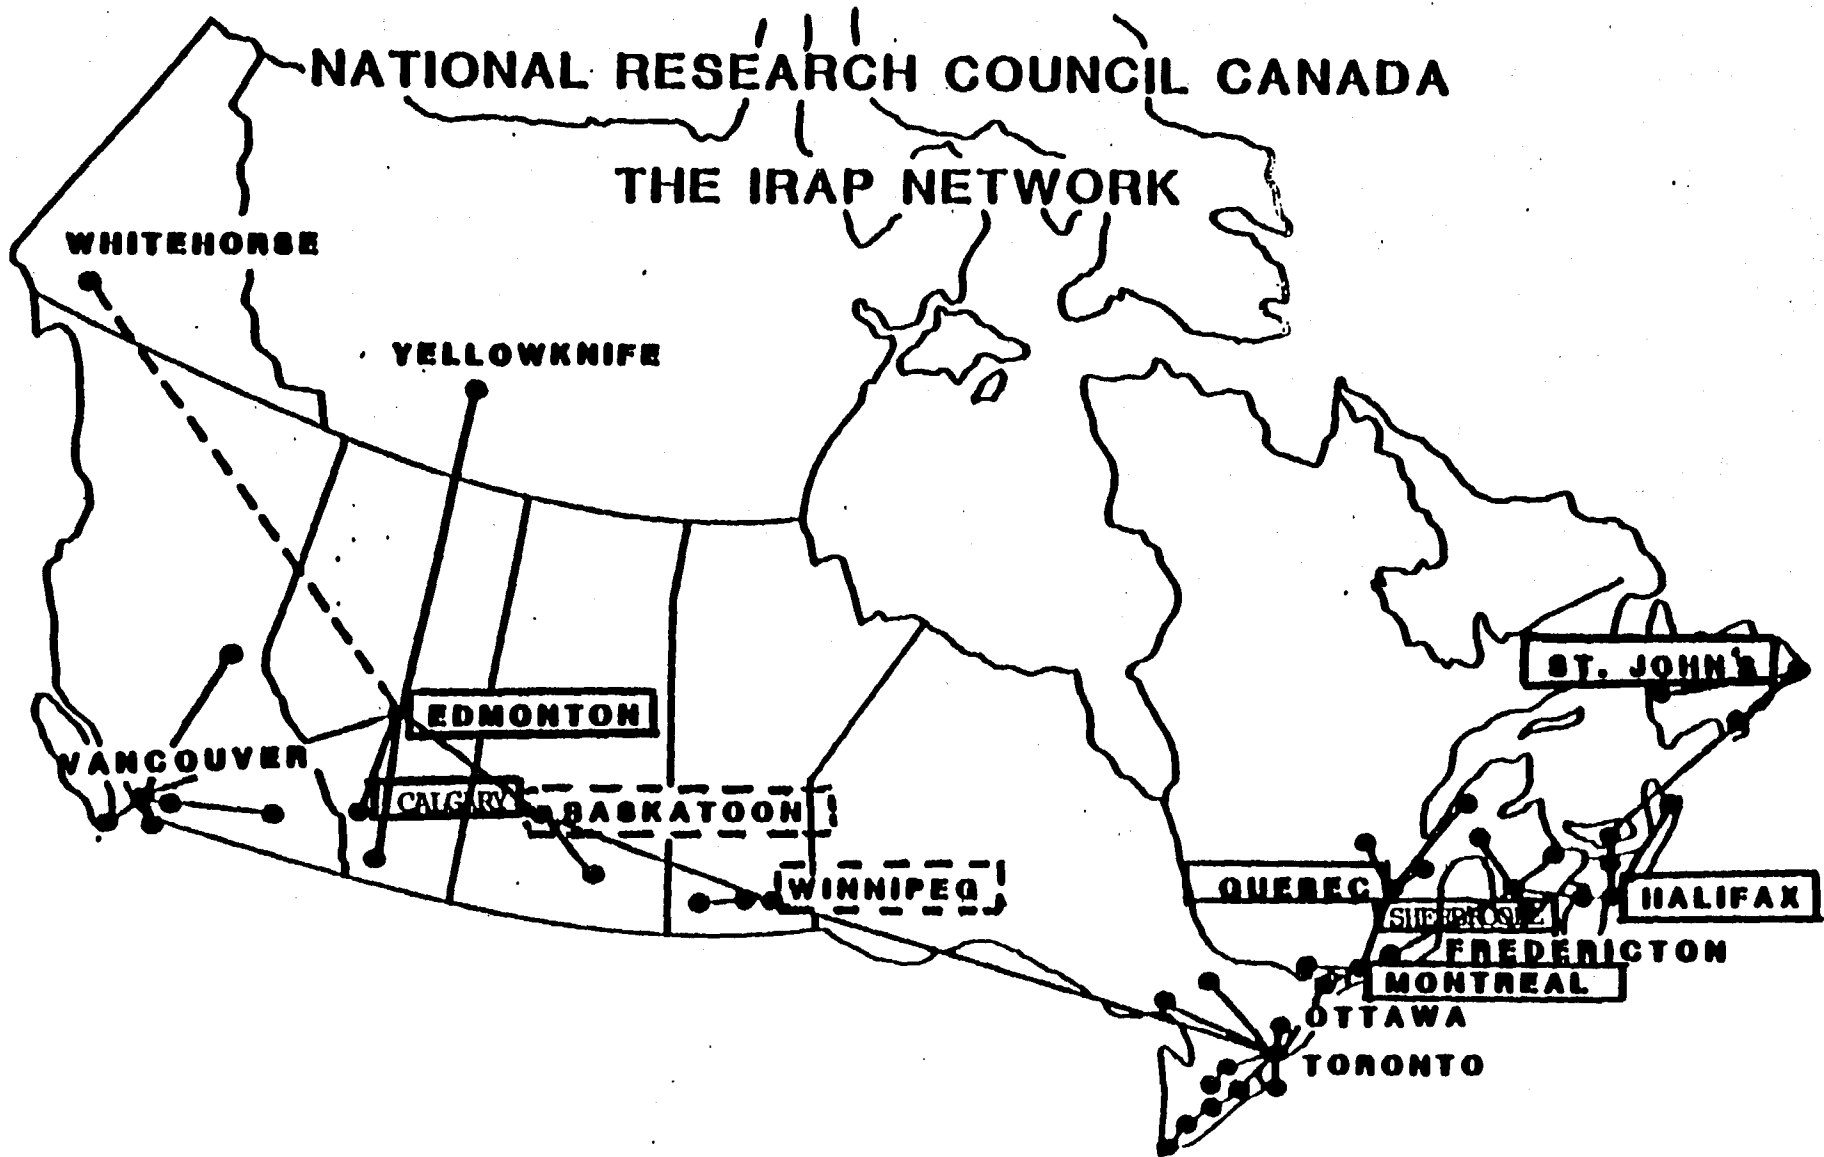 NATIONAL RESEARCH COUNCIL CANADA
THE IRAP NETWORK
WHITEHORSE
YELLOWKNIFE
ST. JOHN'S
EDMONTON
VANCOUVER
CALGARY
SASKATOON
WINNIPEG
QUEBEC
HALIFAX
SHERBROOKE
FREDERICTON
MONTREAL
OTTAWA
TORONTO